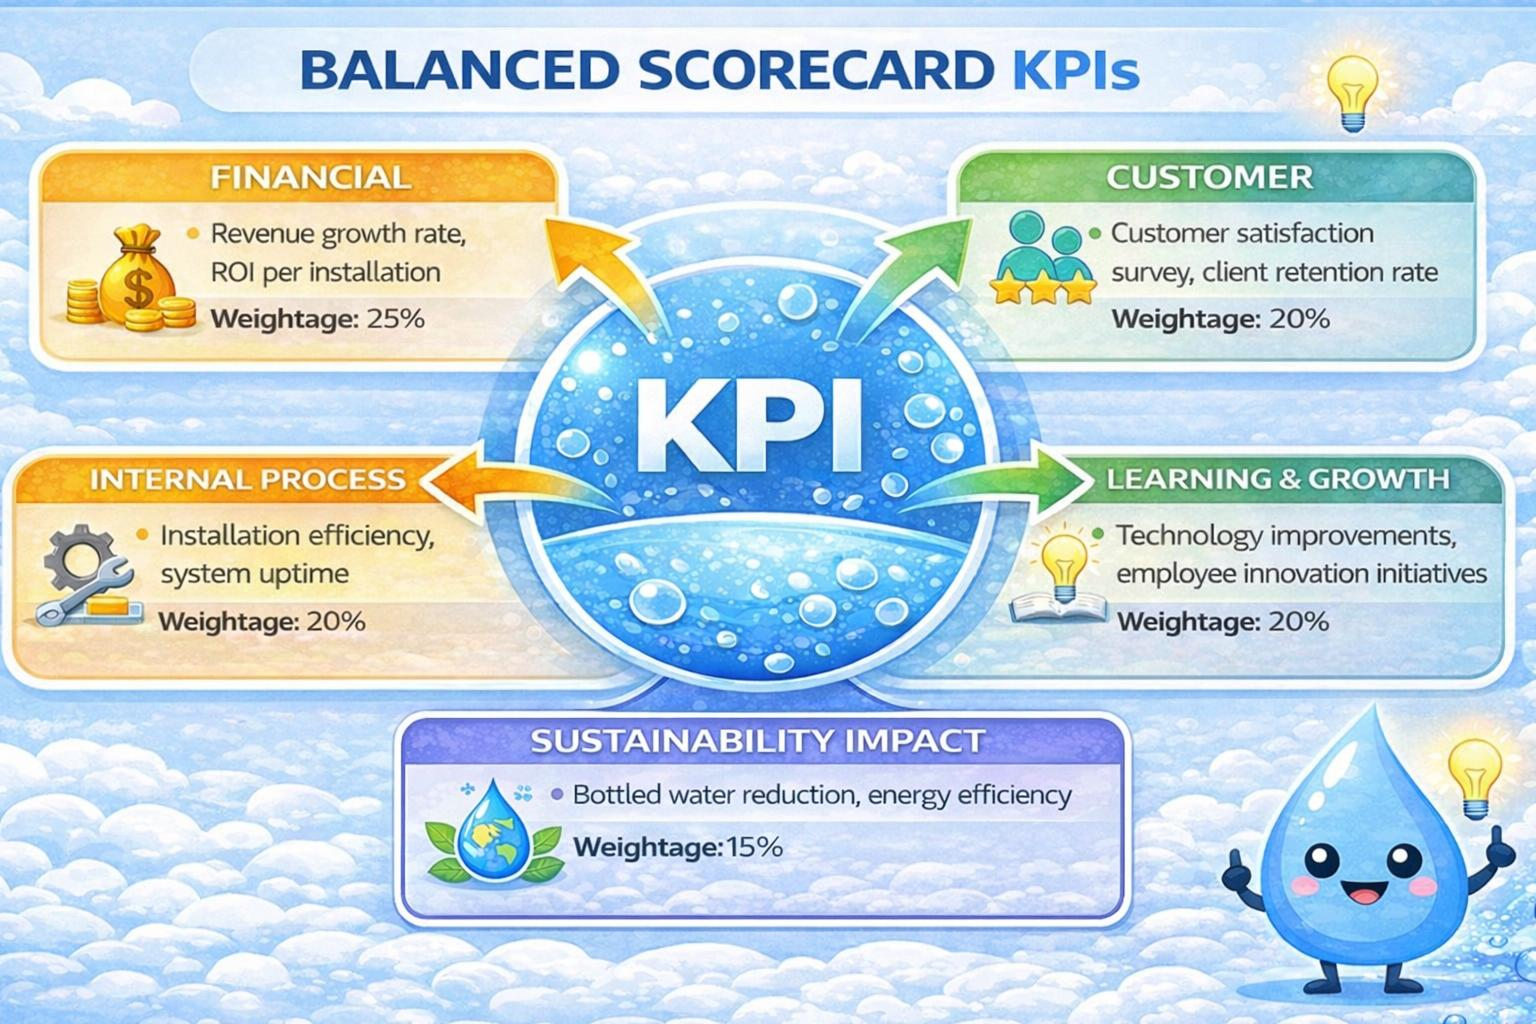 BALANCED SCORECARD KPIs
FINANCIAL
• Revenue growth rate,
ROI per installation
Weightage: 25%
CUSTOMER
• Customer satisfaction
survey, client retention rate
Weightage: 20%
KPI
INTERNAL PROCESS
• Installation efficiency,
system uptime
Weightage: 20%
LEARNING & GROWTH
• Technology improvements,
employee innovation initiatives
Weightage: 20%
SUSTAINABILITY IMPACT
• Bottled water reduction, energy efficiency
Weightage:15%
$